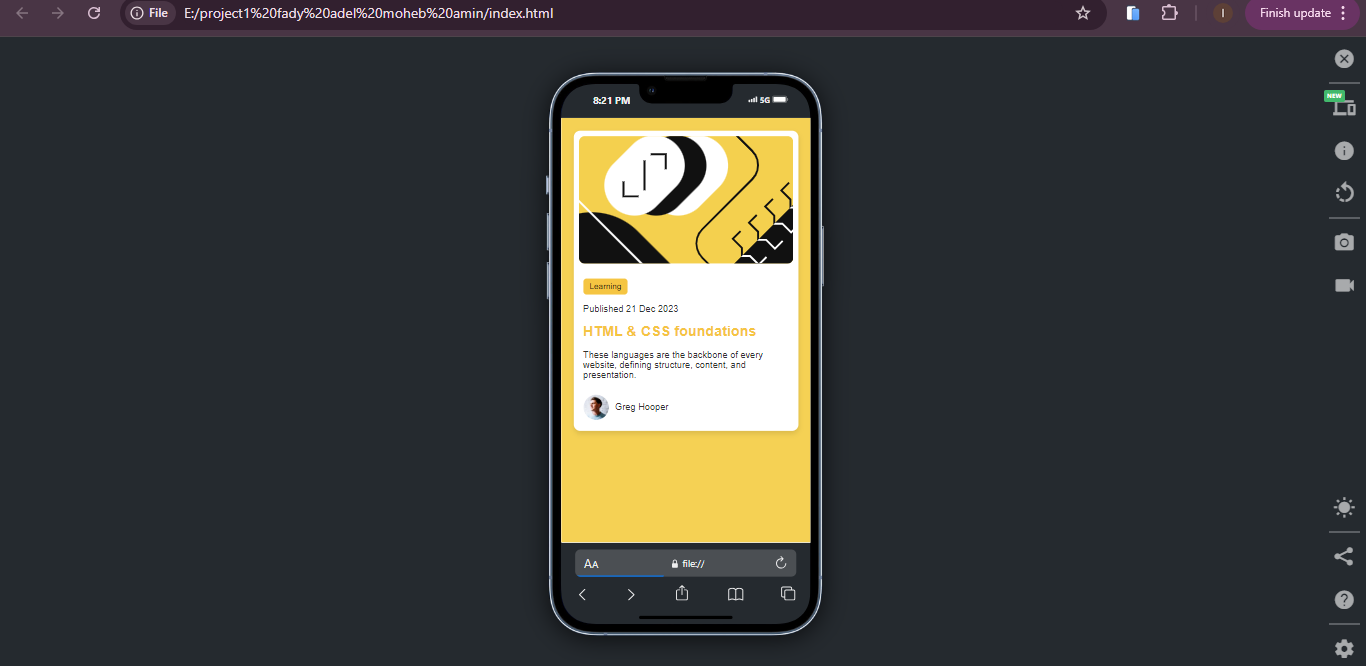 File
E:/project1%20fady%20adel%20moheb%20amin/index.html
I
Finish update
NEW
8:21 PM
5G
Learning
Published 21 Dec 2023
HTML & CSS foundations
These languages are the backbone of every
website, defining structure, content, and
presentation.
Greg Hooper
AA
file://